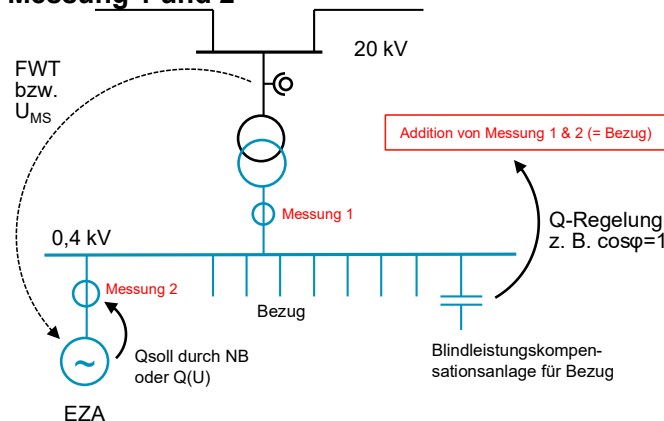 Messung 1 und 2
20 kV
FWT
bzw.
U_MS
Addition von Messung 1 & 2 (= Bezug)
Messung 1
Q-Regelung
z. B. cosφ=1
0,4 kV
Messung 2
Bezug
Qsoll durch NB
oder Q(U)
Blindleistungskompen-
sationsanlage für Bezug
~
EZA